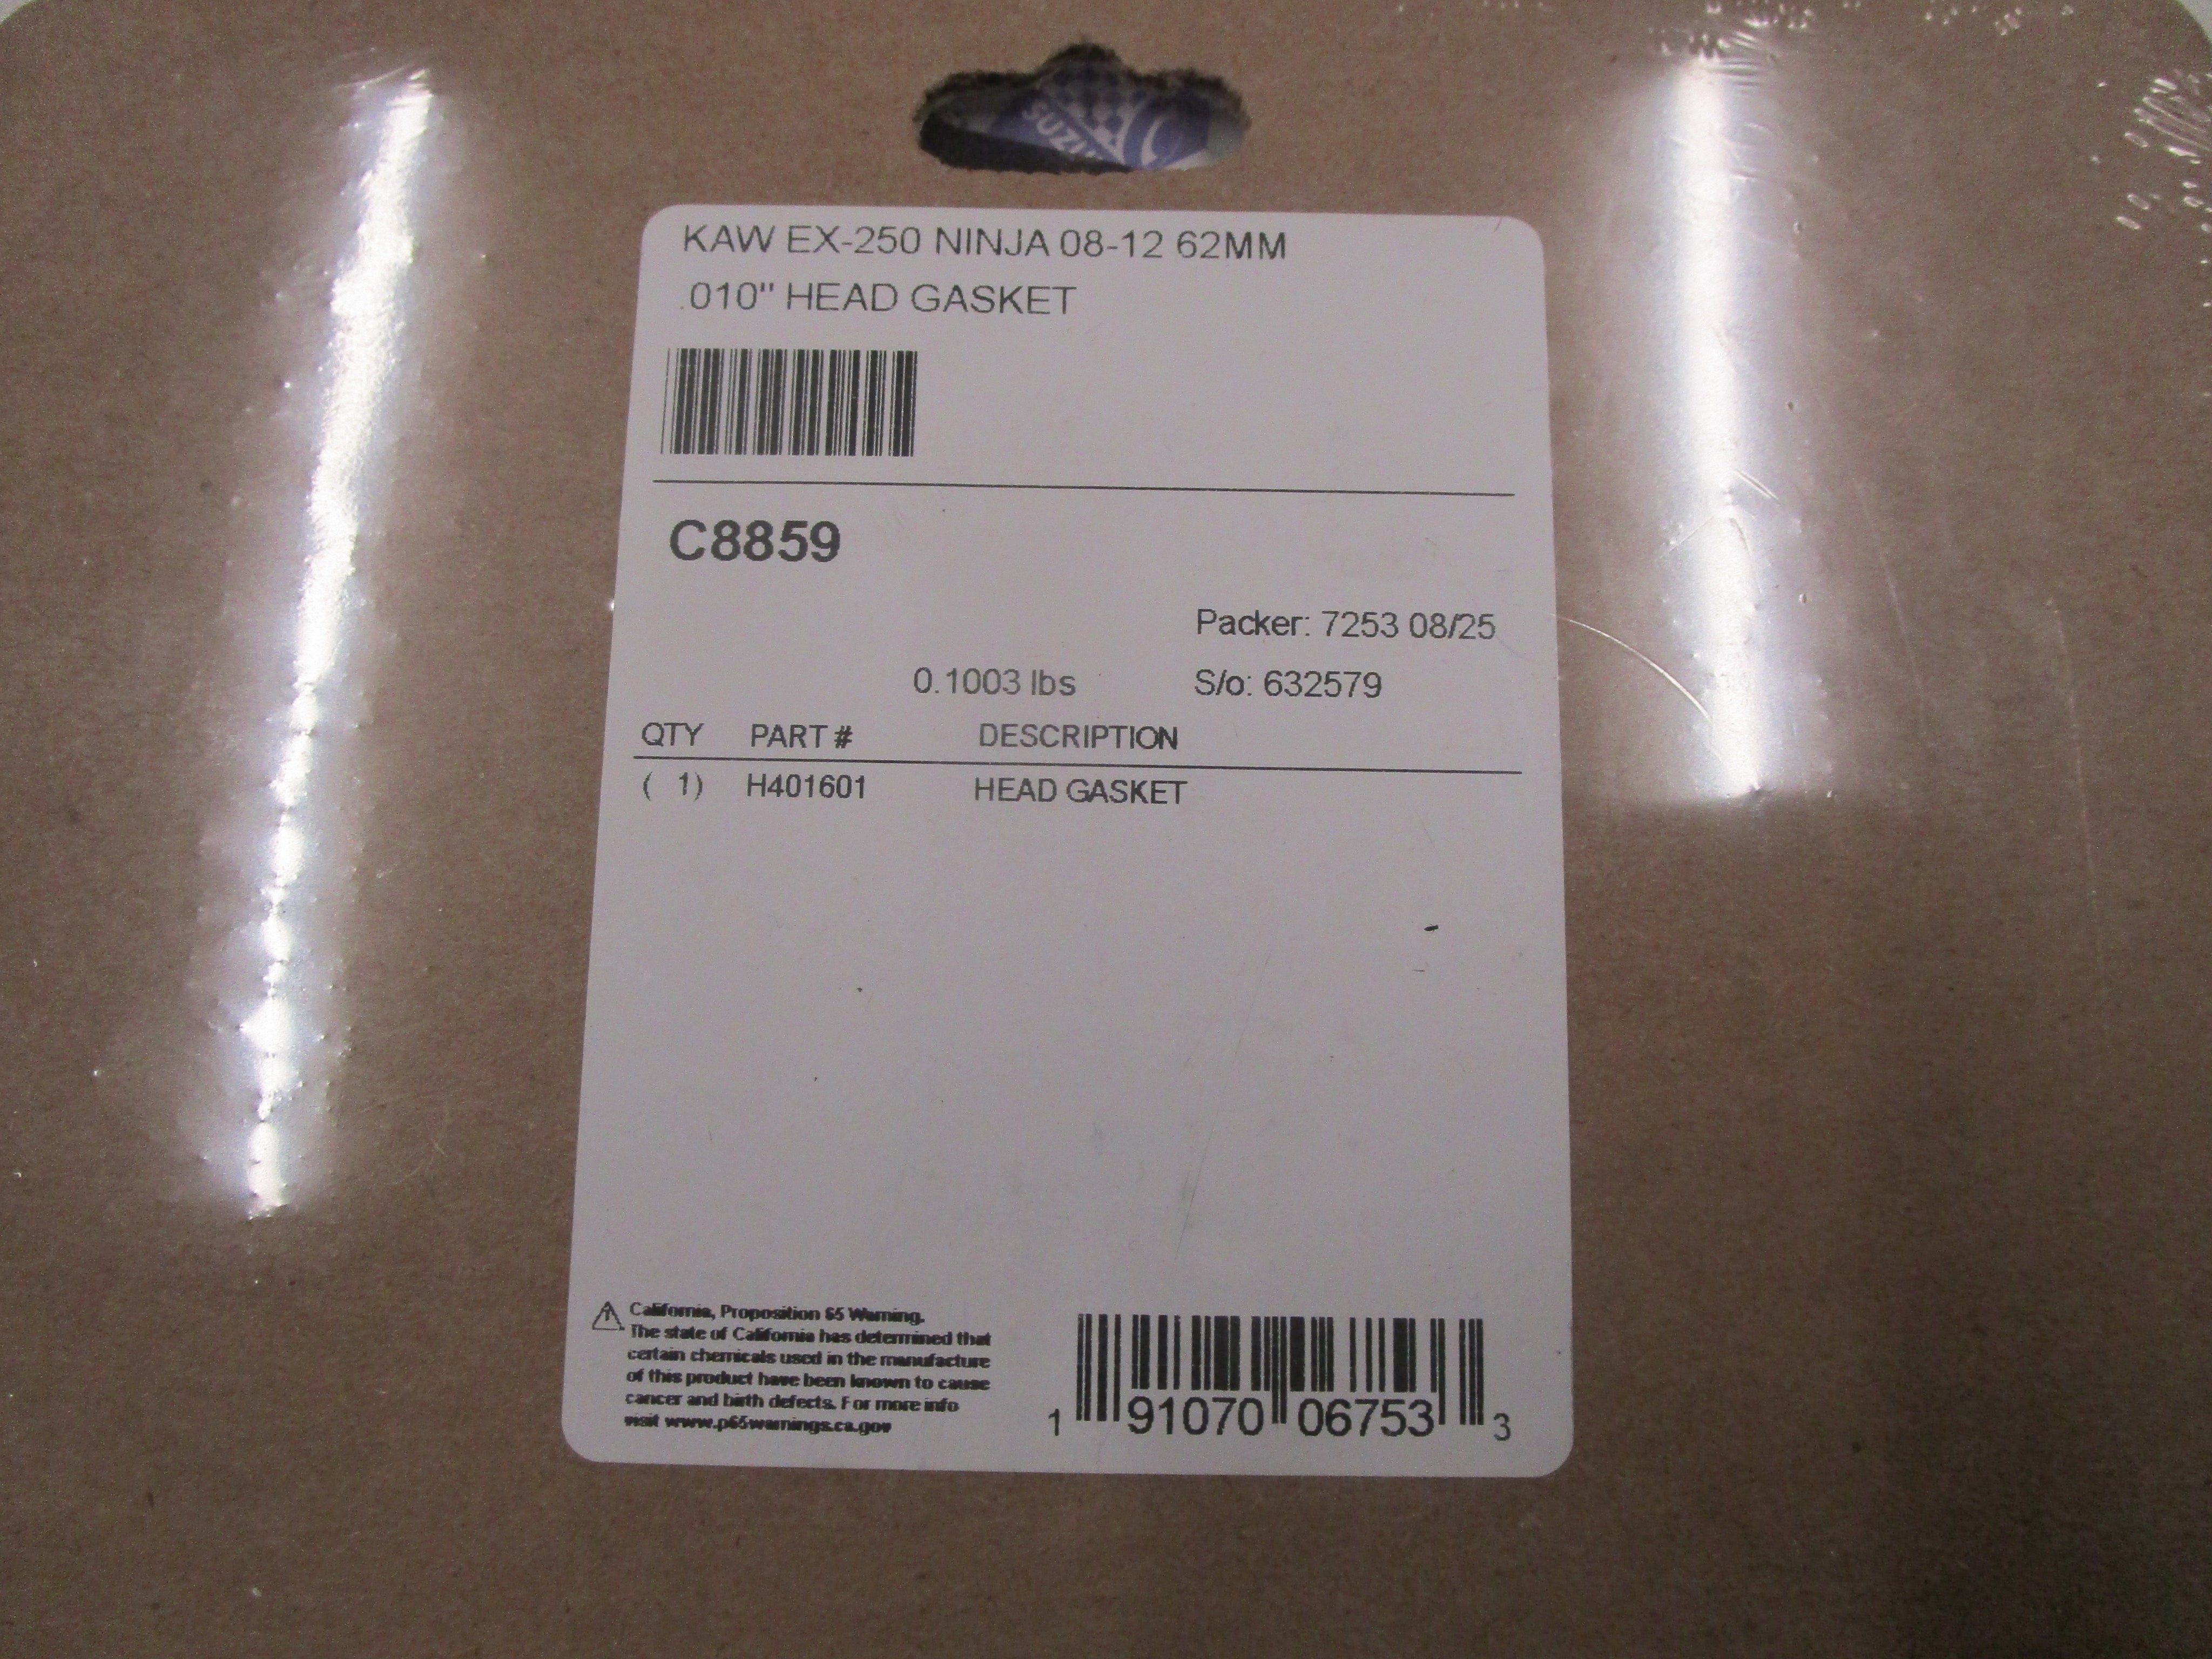 SUZU
KAW EX-250 NINJA 08-12 62MM
.010" HEAD GASKET
C8859
Packer: 7253 08/25
0.1003 lbs S/o: 632579
QTY PART # DESCRIPTION
( 1) H401601 HEAD GASKET
California, Proposition 65 Warning.
The state of California has determined that
certain chemicals used in the manufacture
of this product have been known to cause
cancer and birth defects. For more info
visit www.p65warnings.ca.gov
1 91070 06753 3